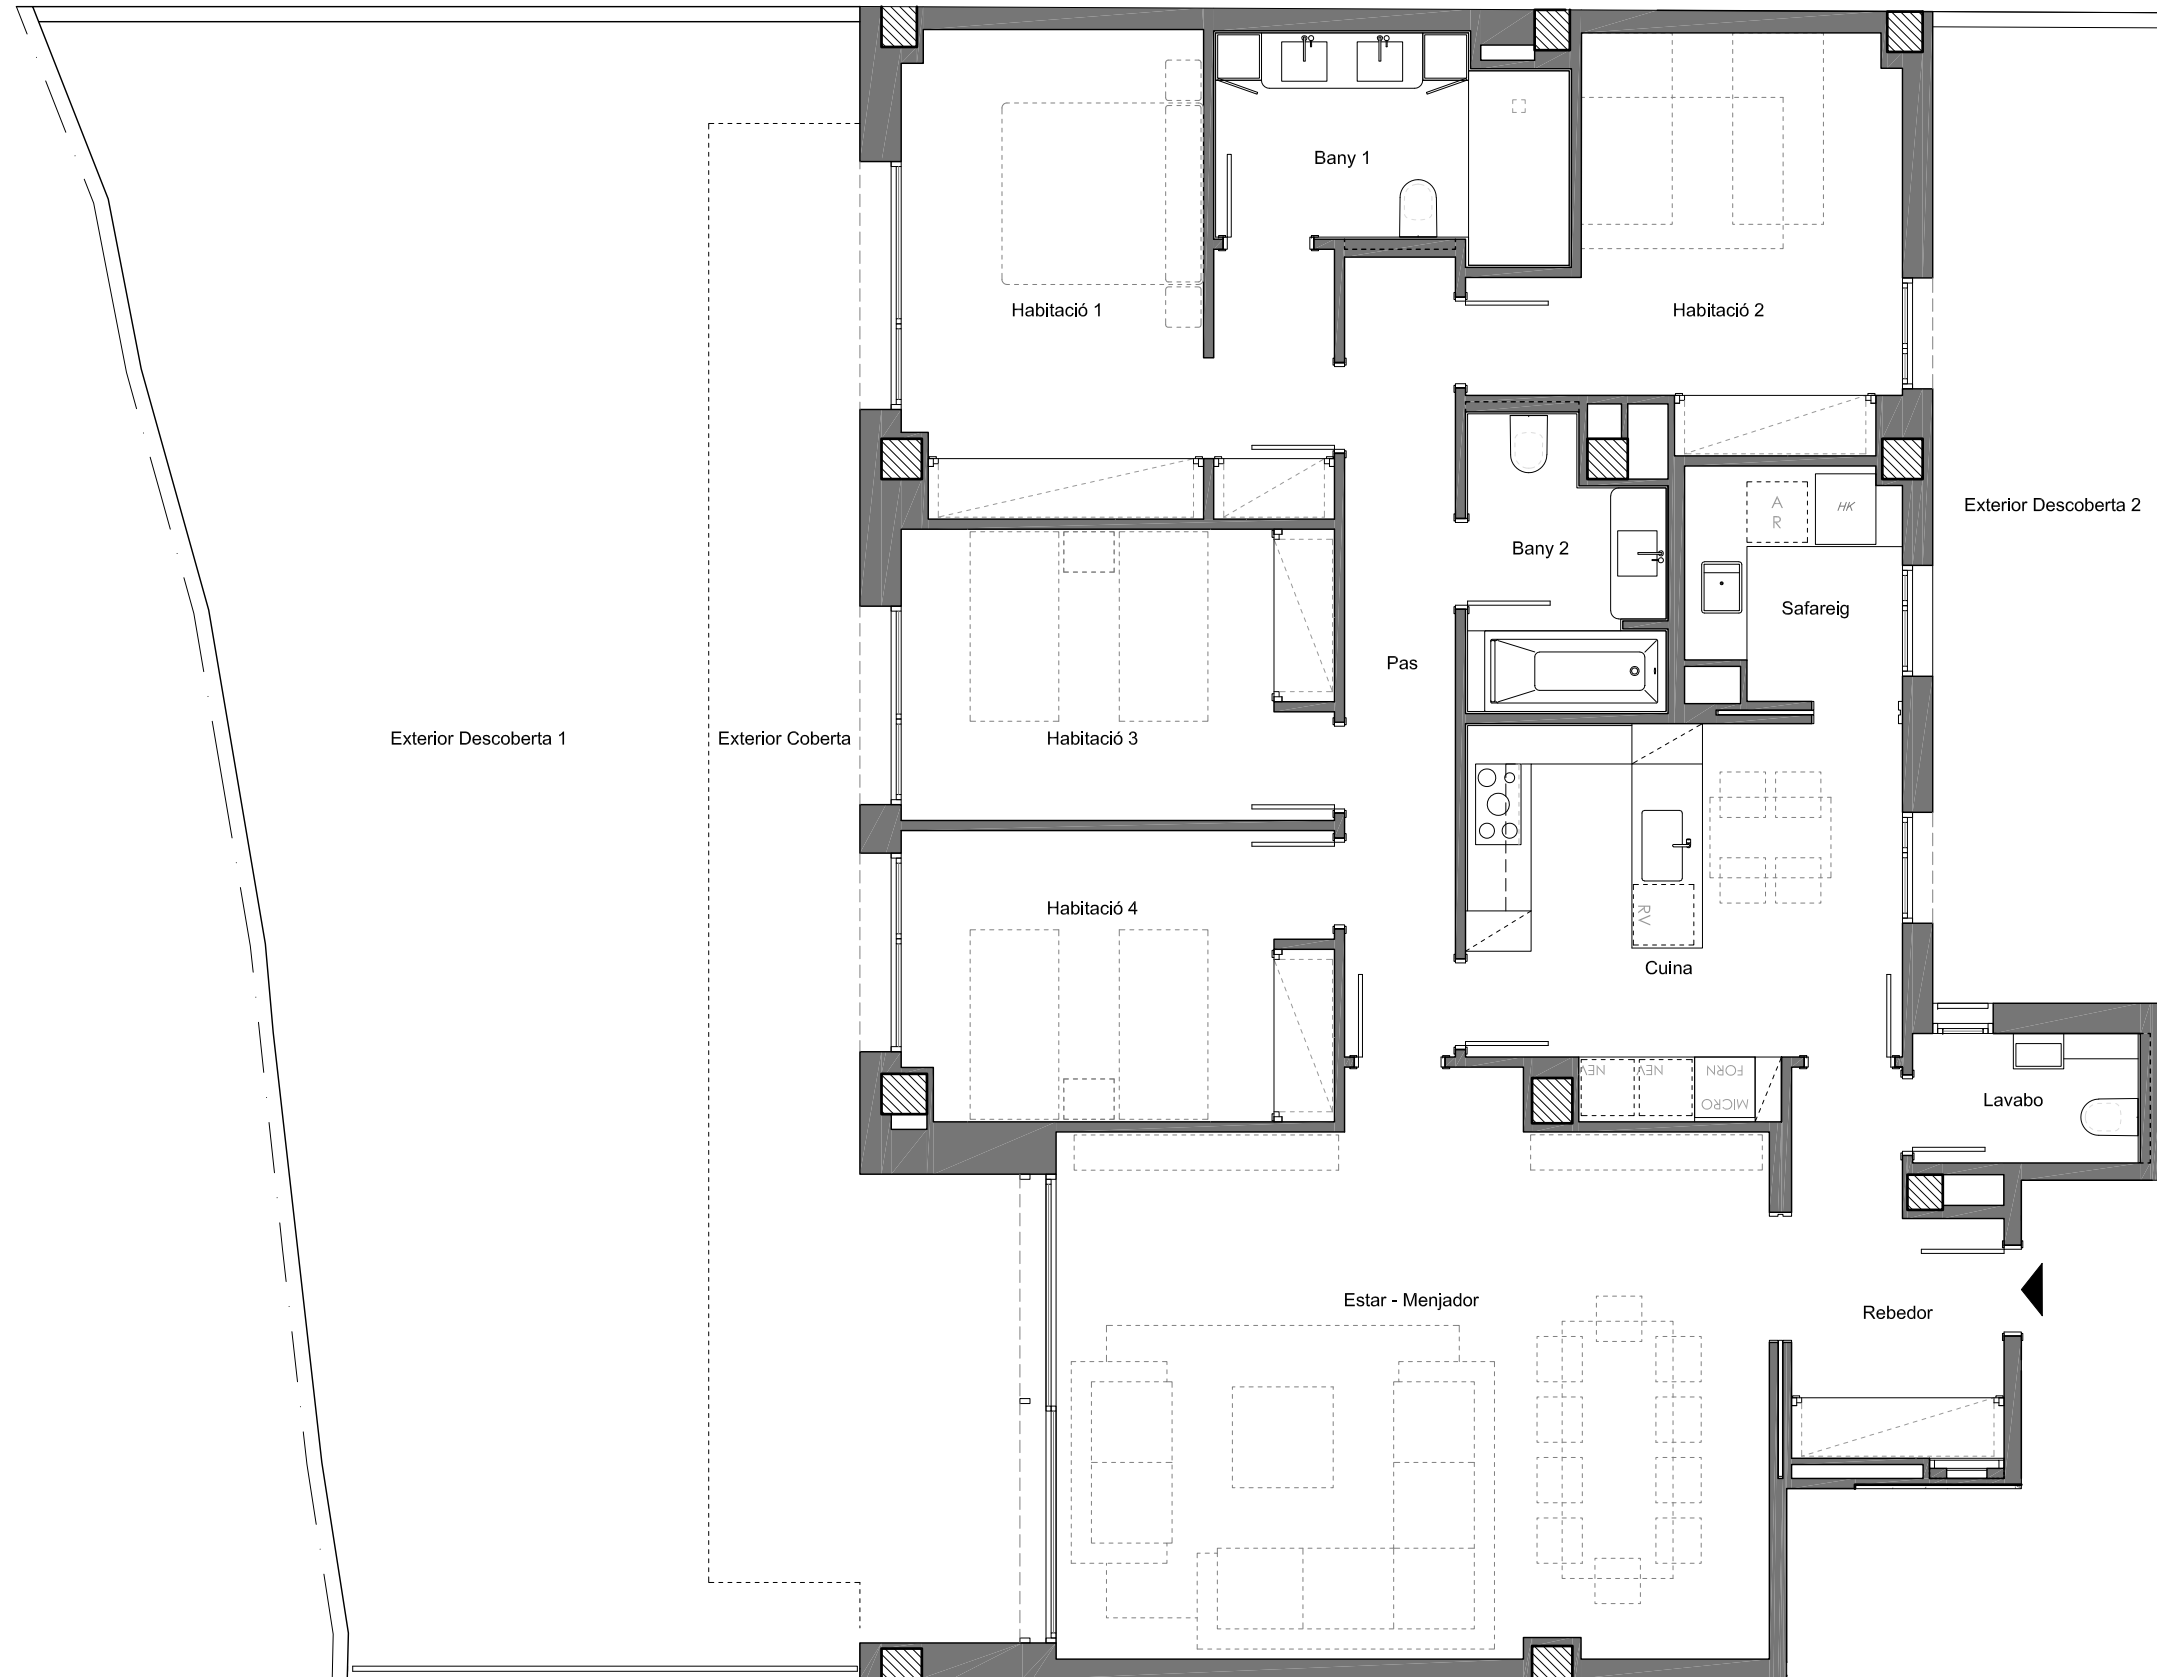 Bany 1
Habitació 1
Habitació 2
A
R
HK
Exterior Descoberta 2
Bany 2
Safareig
Pas
Exterior Descoberta 1
Exterior Coberta
Habitació 3
Habitació 4
RV
Cuina
NEV
NEV
FORN
MICRO
Lavabo
Estar - Menjador
Rebedor